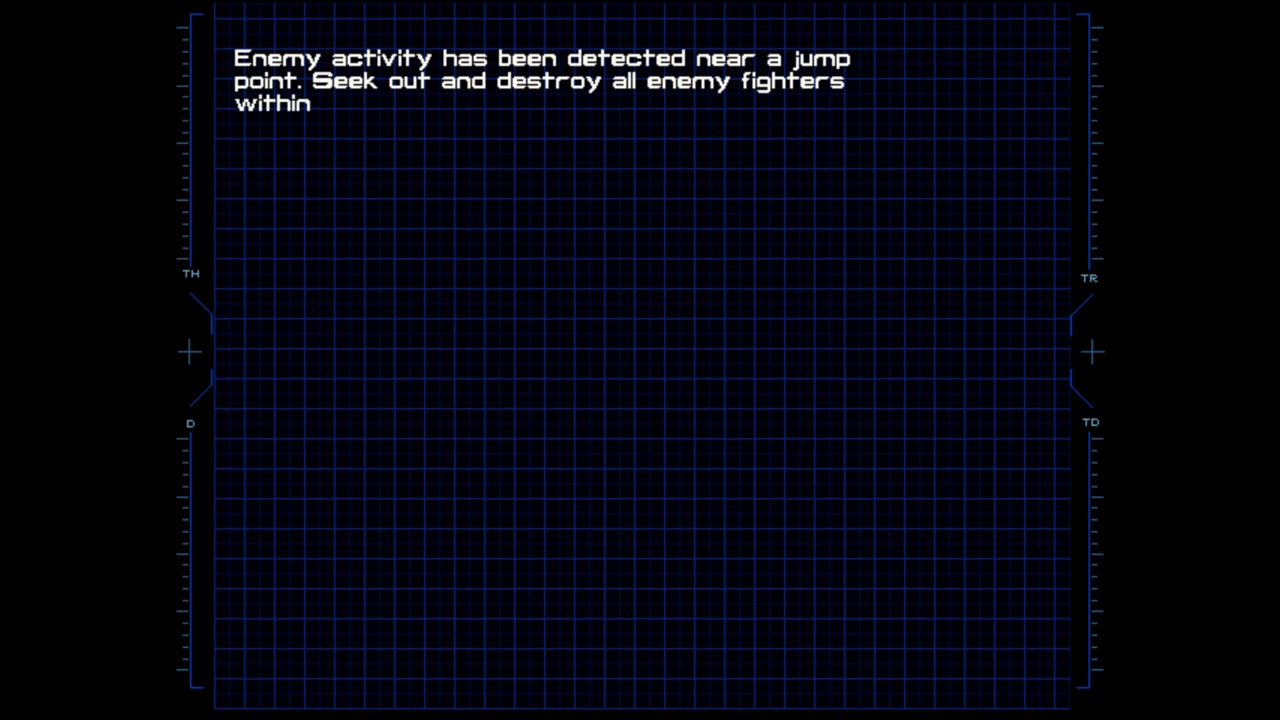 Enemy activity has been detected near a jump
point. Seek out and destroy all enemy fighters
within
TH
TR
D
TD